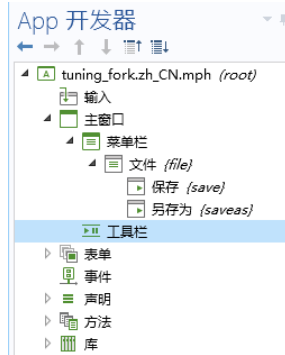 App 开发器
tuning_fork.zh_CN.mph (root)
输入
主窗口
菜单栏
文件 {file}
保存 {save}
另存为 {saveas}
工具栏
表单
事件
声明
方法
库